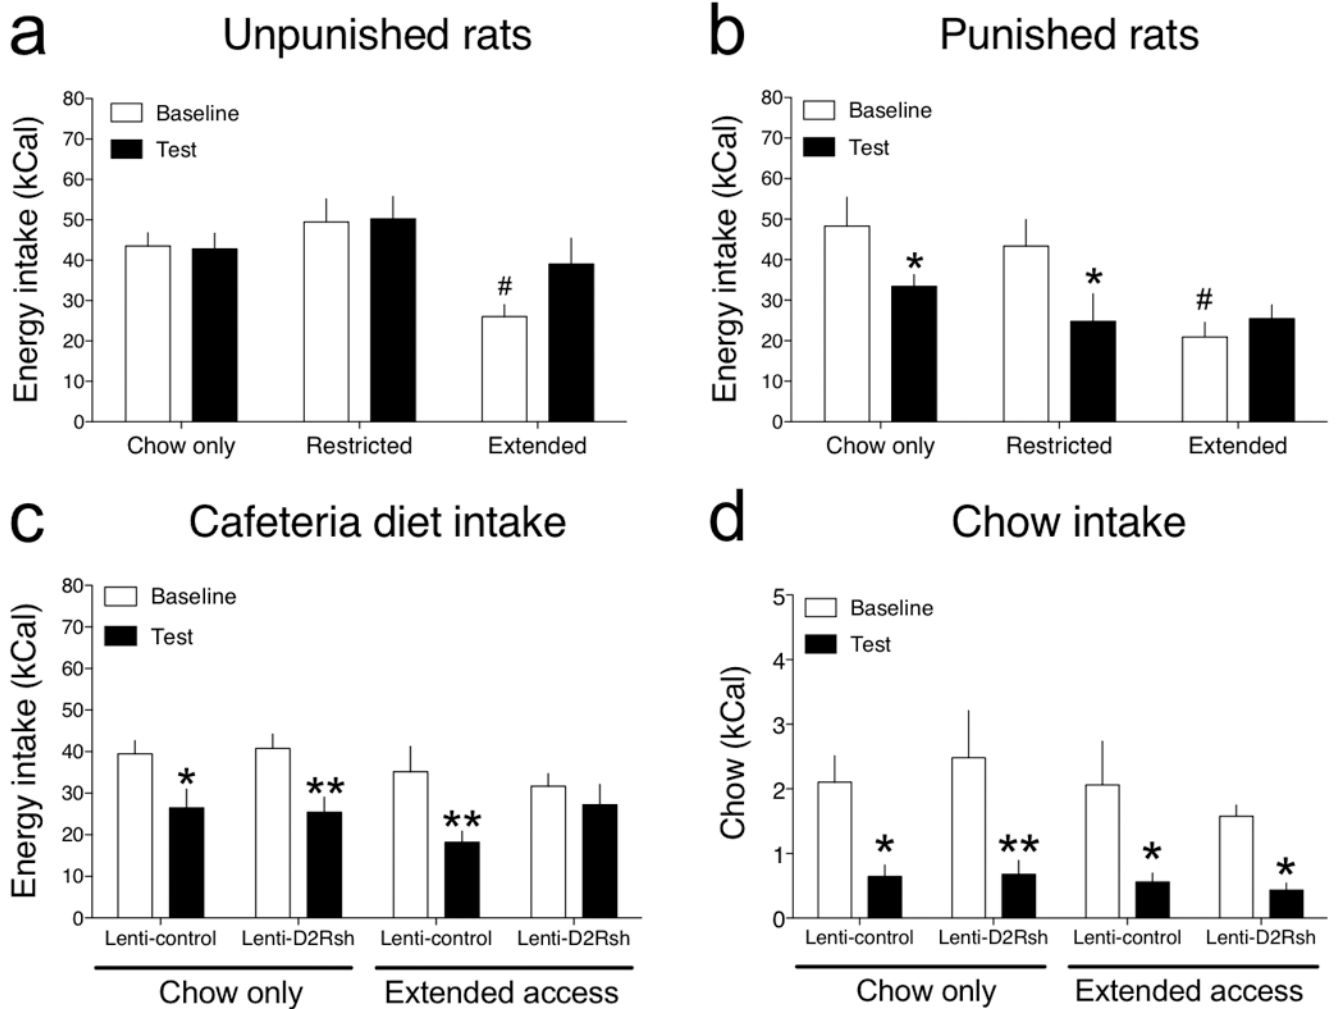 a Unpunished rats
80
70
60
50
40
30
20
10
0
Energy intake (kCal)
Baseline
Test
#
Chow only Restricted Extended
b Punished rats
80
70
60
50
40
30
20
10
0
Energy intake (kCal)
Baseline
Test
*
*
#
Chow only Restricted Extended
c Cafeteria diet intake
80
70
60
50
40
30
20
10
0
Energy intake (kCal)
Baseline
Test
*
**
**
Lenti-control Lenti-D2Rsh Lenti-control Lenti-D2Rsh
Chow only Extended access
d Chow intake
5
4
3
2
1
0
Chow (kCal)
Baseline
Test
*
**
*
*
Lenti-control Lenti-D2Rsh Lenti-control Lenti-D2Rsh
Chow only Extended access